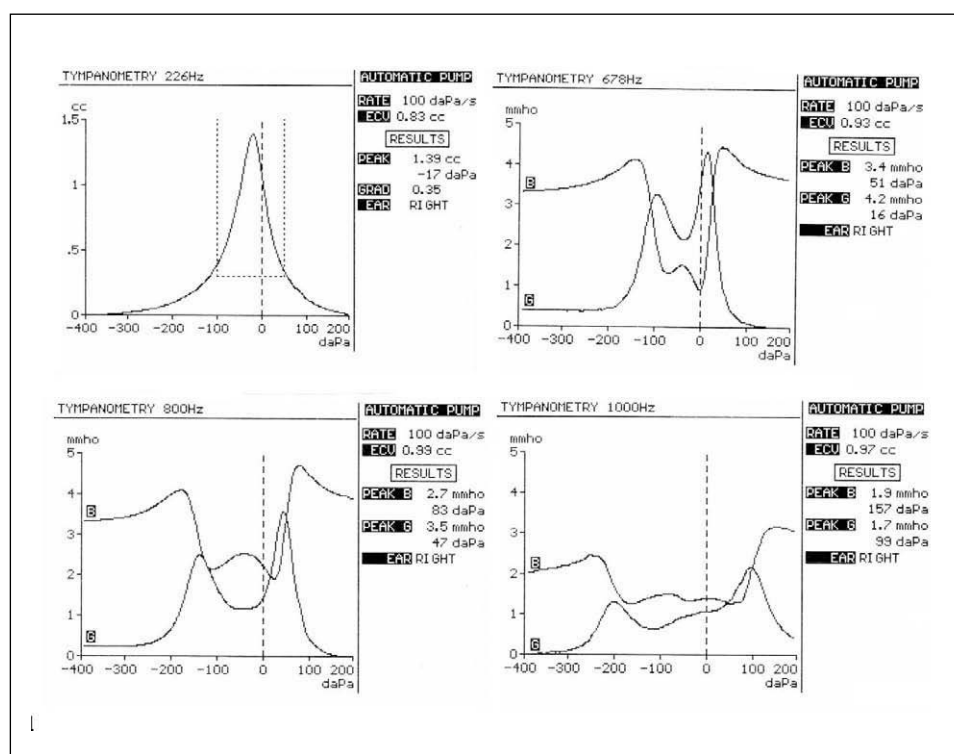 TYMPANOMETRY 226Hz
AUTOMATIC PUMP
RATE 100 daPa/s
ECV 0.83 cc
RESULTS
PEAK 1.39 cc
-17 daPa
GRAD 0.35
EAR RIGHT
cc
1.5
1
.5
0
-400 -300 -200 -100 0 100 200
daPa
TYMPANOMETRY 678Hz
AUTOMATIC PUMP
RATE 100 daPa/s
ECV 0.93 cc
RESULTS
PEAK B 3.4 mmho
51 daPa
PEAK G 4.2 mmho
16 daPa
EAR RIGHT
mmho
5
4
B
3
2
1
G
0
-400 -300 -200 -100 0 100 200
daPa
TYMPANOMETRY 800Hz
AUTOMATIC PUMP
RATE 100 daPa/s
ECV 0.99 cc
RESULTS
PEAK B 2.7 mmho
83 daPa
PEAK G 3.5 mmho
47 daPa
EAR RIGHT
mmho
5
4
B
3
2
1
G
0
-400 -300 -200 -100 0 100 200
daPa
TYMPANOMETRY 1000Hz
AUTOMATIC PUMP
RATE 100 daPa/s
ECV 0.97 cc
RESULTS
PEAK B 1.9 mmho
157 daPa
PEAK G 1.7 mmho
99 daPa
EAR RIGHT
mmho
5
4
3
B
2
1
G
0
-400 -300 -200 -100 0 100 200
daPa